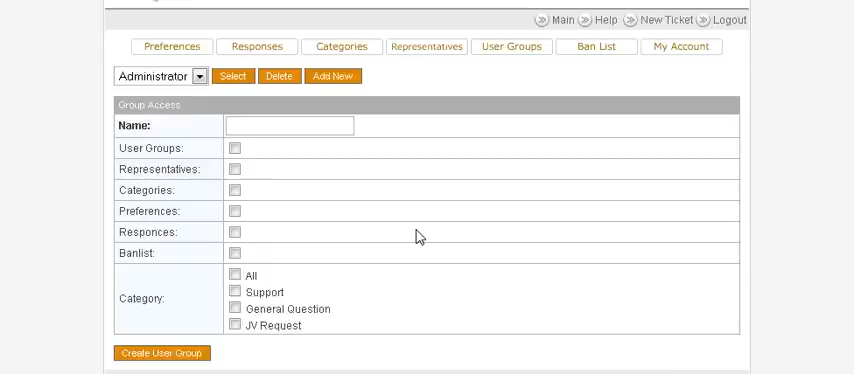 Main Help New Ticket Logout
Preferences Responses Categories Representatives User Groups Ban List My Account
Administrator Select Delete Add New
Group Access
Name:
User Groups:
Representatives:
Categories:
Preferences:
Responces:
Banlist:
Category:
All
Support
General Question
JV Request
Create User Group